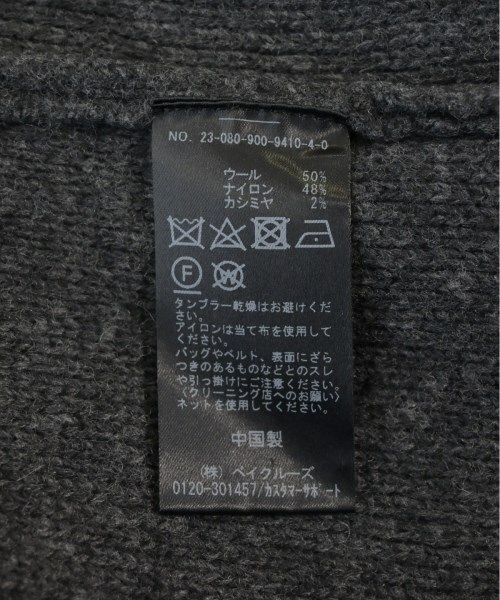 NO. 23-080-900-9410-4-0
ウール 50%
ナイロン 48%
カシミヤ 2%
F
W
タンブラー乾燥はお避けくだ
さい。
アイロンは当て布を使用して
ください。
バッグやベルト、表面にざら
つきのあるものなどとのスレ
や引っ掛けにご注意ください。
〈クリーニング店へのお願い〉
ネットを使用してください。
中国製
(株) ベイクルーズ
0120-301457/カスタマーサポート